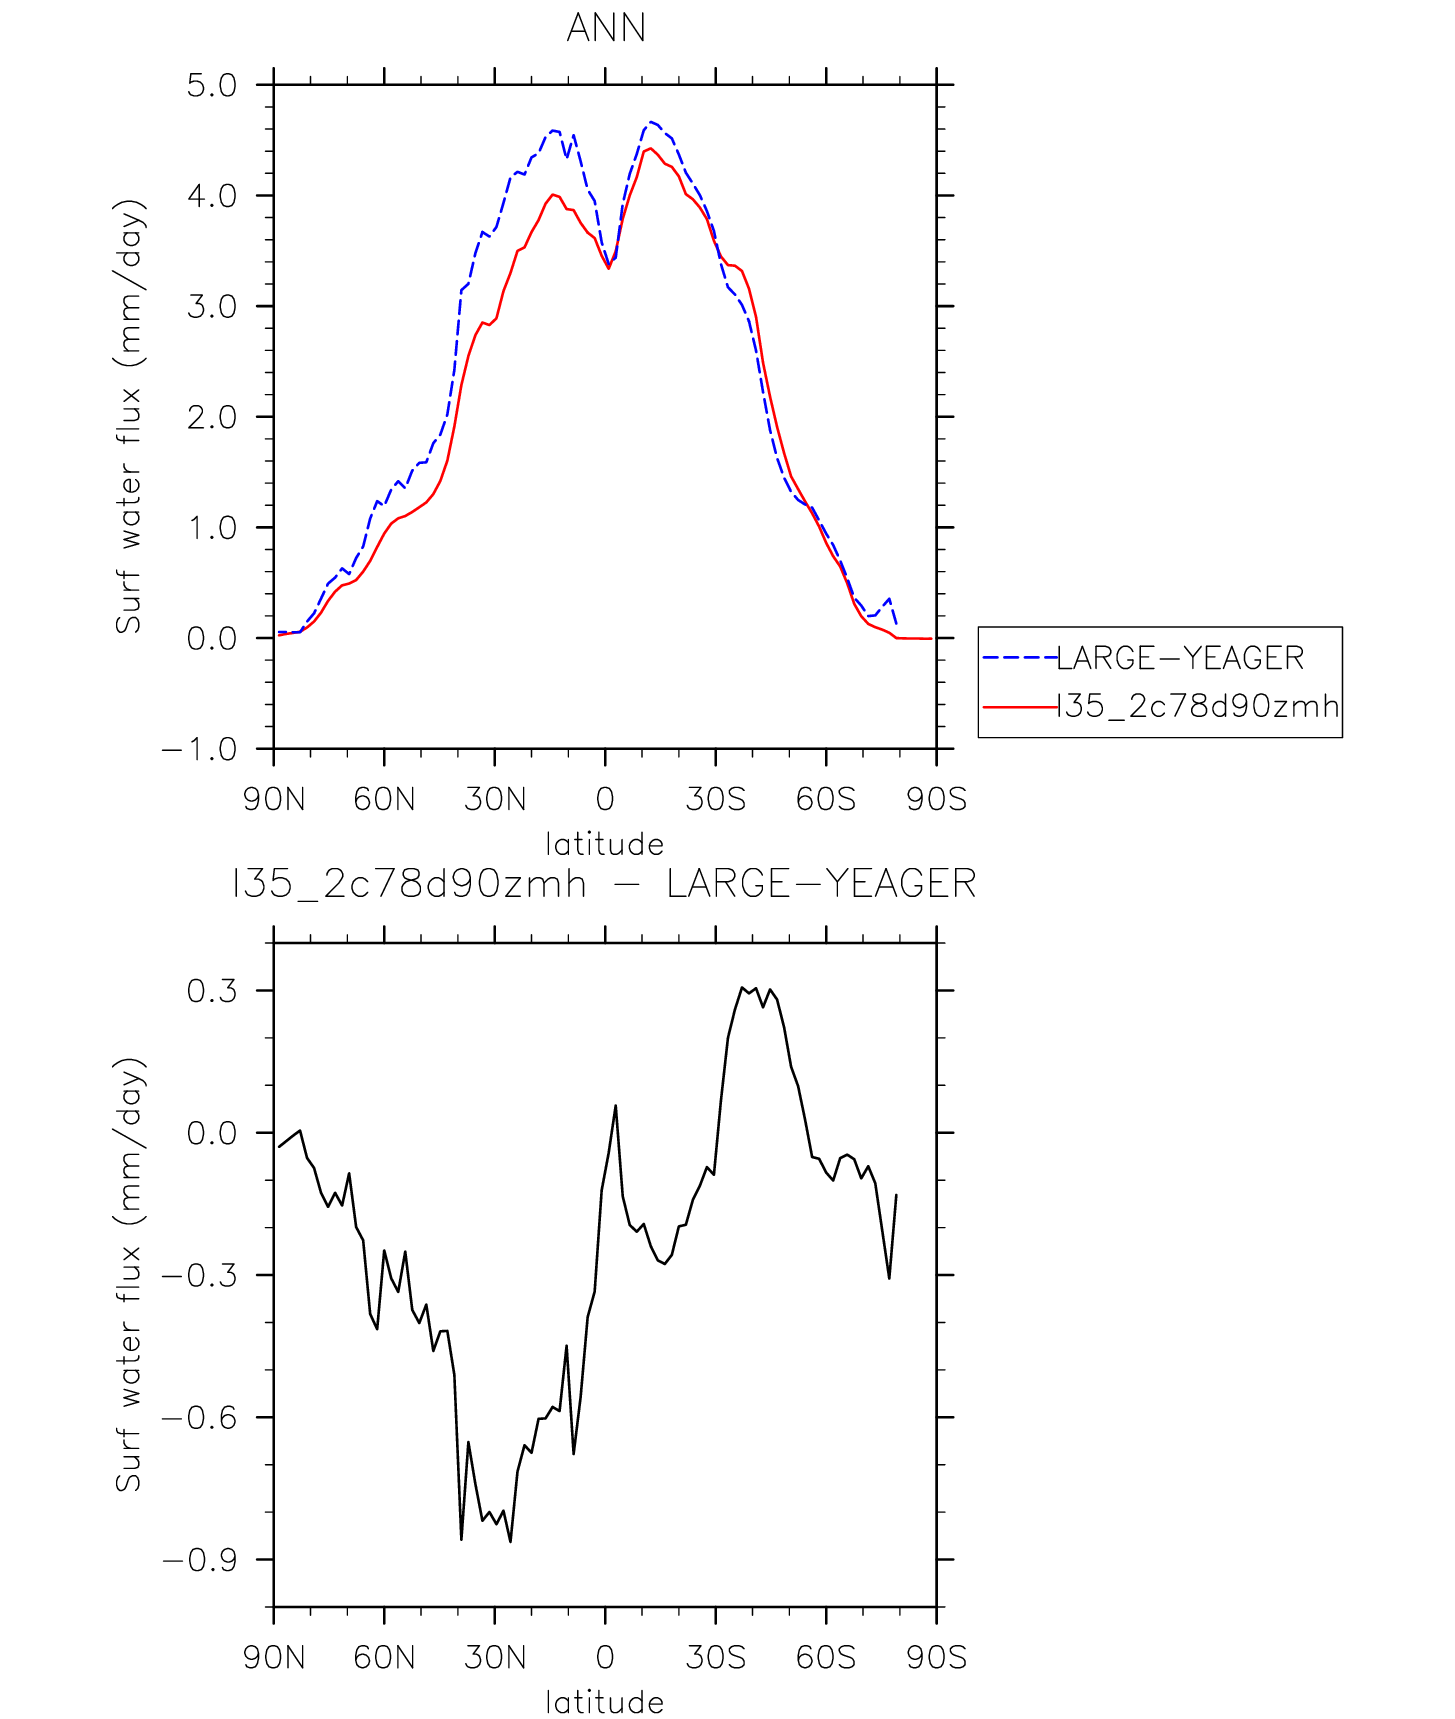 ANN
5.0
4.0
3.0
2.0
1.0
0.0
−1.0
Surf water flux (mm/day)
90N 60N 30N 0 30S 60S 90S
latitude
LARGE−YEAGER
I35_2c78d90zmh
I35_2c78d90zmh − LARGE−YEAGER
0.3
0.0
−0.3
−0.6
−0.9
Surf water flux (mm/day)
90N 60N 30N 0 30S 60S 90S
latitude